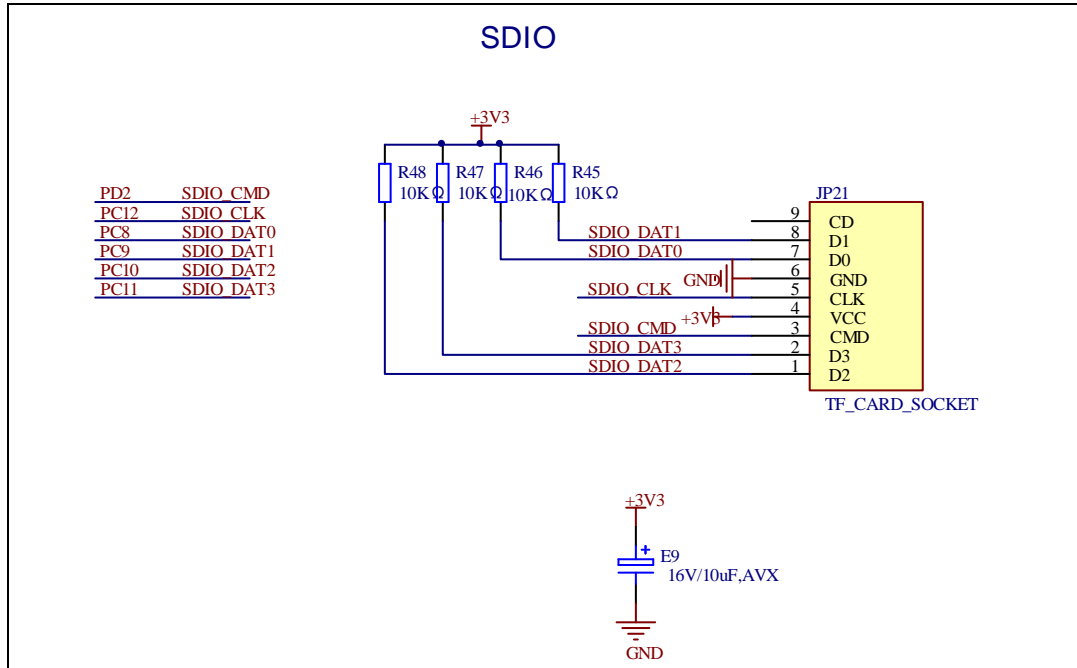 SDIO
+3V3
R48 R47 R46 R45
10KΩ 10KΩ 10KΩ 10KΩ
PD2 SDIO_CMD
PC12 SDIO_CLK
PC8 SDIO_DAT0
PC9 SDIO_DAT1
PC10 SDIO_DAT2
PC11 SDIO_DAT3
JP21
9 CD
SDIO_DAT1 8 D1
SDIO_DAT0 7 D0
GND 6 GND
SDIO_CLK 5 CLK
+3V3 4 VCC
SDIO_CMD 3 CMD
SDIO_DAT3 2 D3
SDIO_DAT2 1 D2
TF_CARD_SOCKET
+3V3
+
E9
16V/10uF,AVX
GND